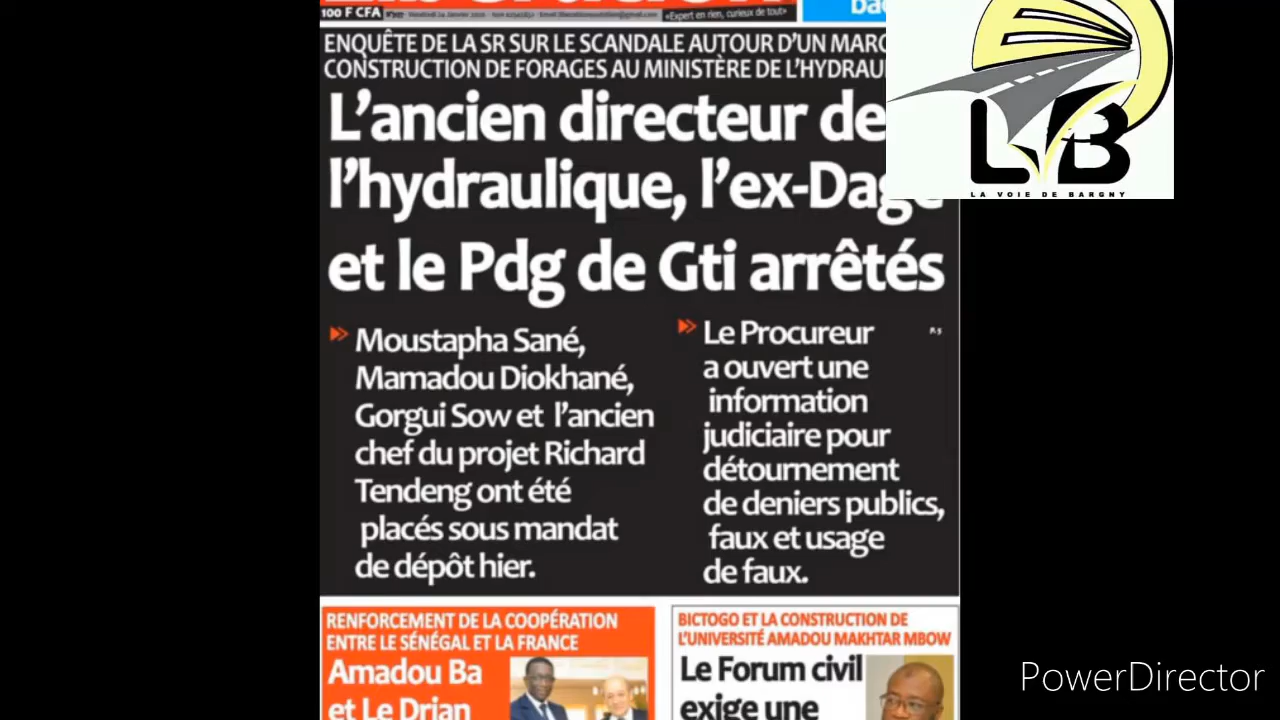 100 F CFA
«Expert en rien, curieux de tout»
ENQUÊTE DE LA SR SUR LE SCANDALE AUTOUR D'UN
CONSTRUCTION DE FORAGES AU MINISTÈRE DE
L'ancien directeur de
l'hydraulique, l'ex-Dage
et le Pdg de Gti arrêtés
Moustapha Sané,
Mamadou Diokhané,
Gorgui Sow et l'ancien
chef du projet Richard
Tendeng ont été
placés sous mandat
de dépôt hier.
Le Procureur
a ouvert une
information
judiciaire pour
détournement
de deniers publics,
faux et usage
de faux.
RENFORCEMENT DE LA COOPÉRATION
ENTRE LE SÉNÉGAL ET LA FRANCE
Amadou Ba
et Le Drian
BICTOGO ET LA CONSTRUCTION DE
L'UNIVERSITÉ AMADOU MAKHTAR MBOW
Le Forum civil
exige une
LVB
LA VOIE DE BARGNY
PowerDirector